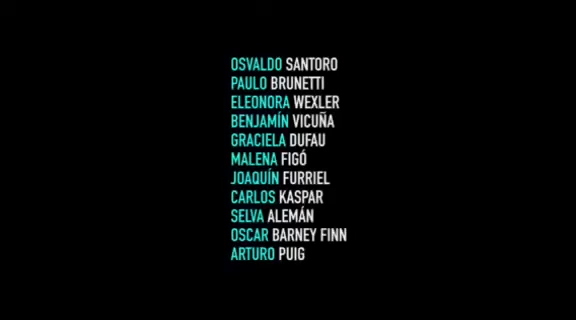 OSVALDO SANTORO
PAULO BRUNETTI
ELEONORA WEXLER
BENJAMÍN VICUÑA
GRACIELA DUFAU
MALENA FIGÓ
JOAQUÍN FURRIEL
CARLOS KASPAR
SELVA ALEMÁN
OSCAR BARNEY FINN
ARTURO PUIG